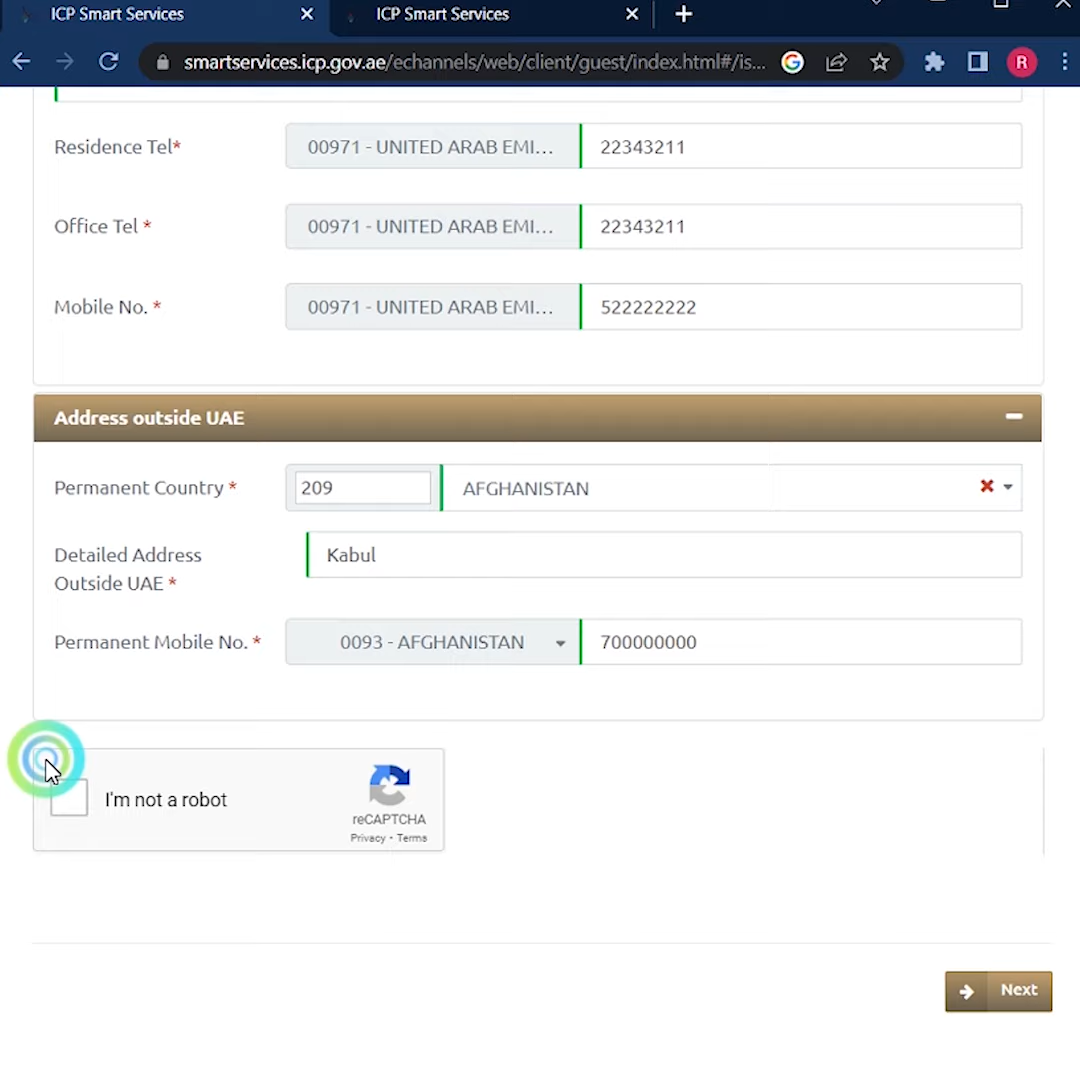 ICP Smart Services
ICP Smart Services
smartservices.icp.gov.ae/echannels/web/client/guest/index.html#/is...
R
Residence Tel*
00971 - UNITED ARAB EMI...
22343211
Office Tel *
00971 - UNITED ARAB EMI...
22343211
Mobile No. *
00971 - UNITED ARAB EMI...
522222222
Address outside UAE
Permanent Country *
209
AFGHANISTAN
Detailed Address
Outside UAE *
Kabul
Permanent Mobile No. *
0093 - AFGHANISTAN
700000000
I'm not a robot
reCAPTCHA
Privacy - Terms
Next